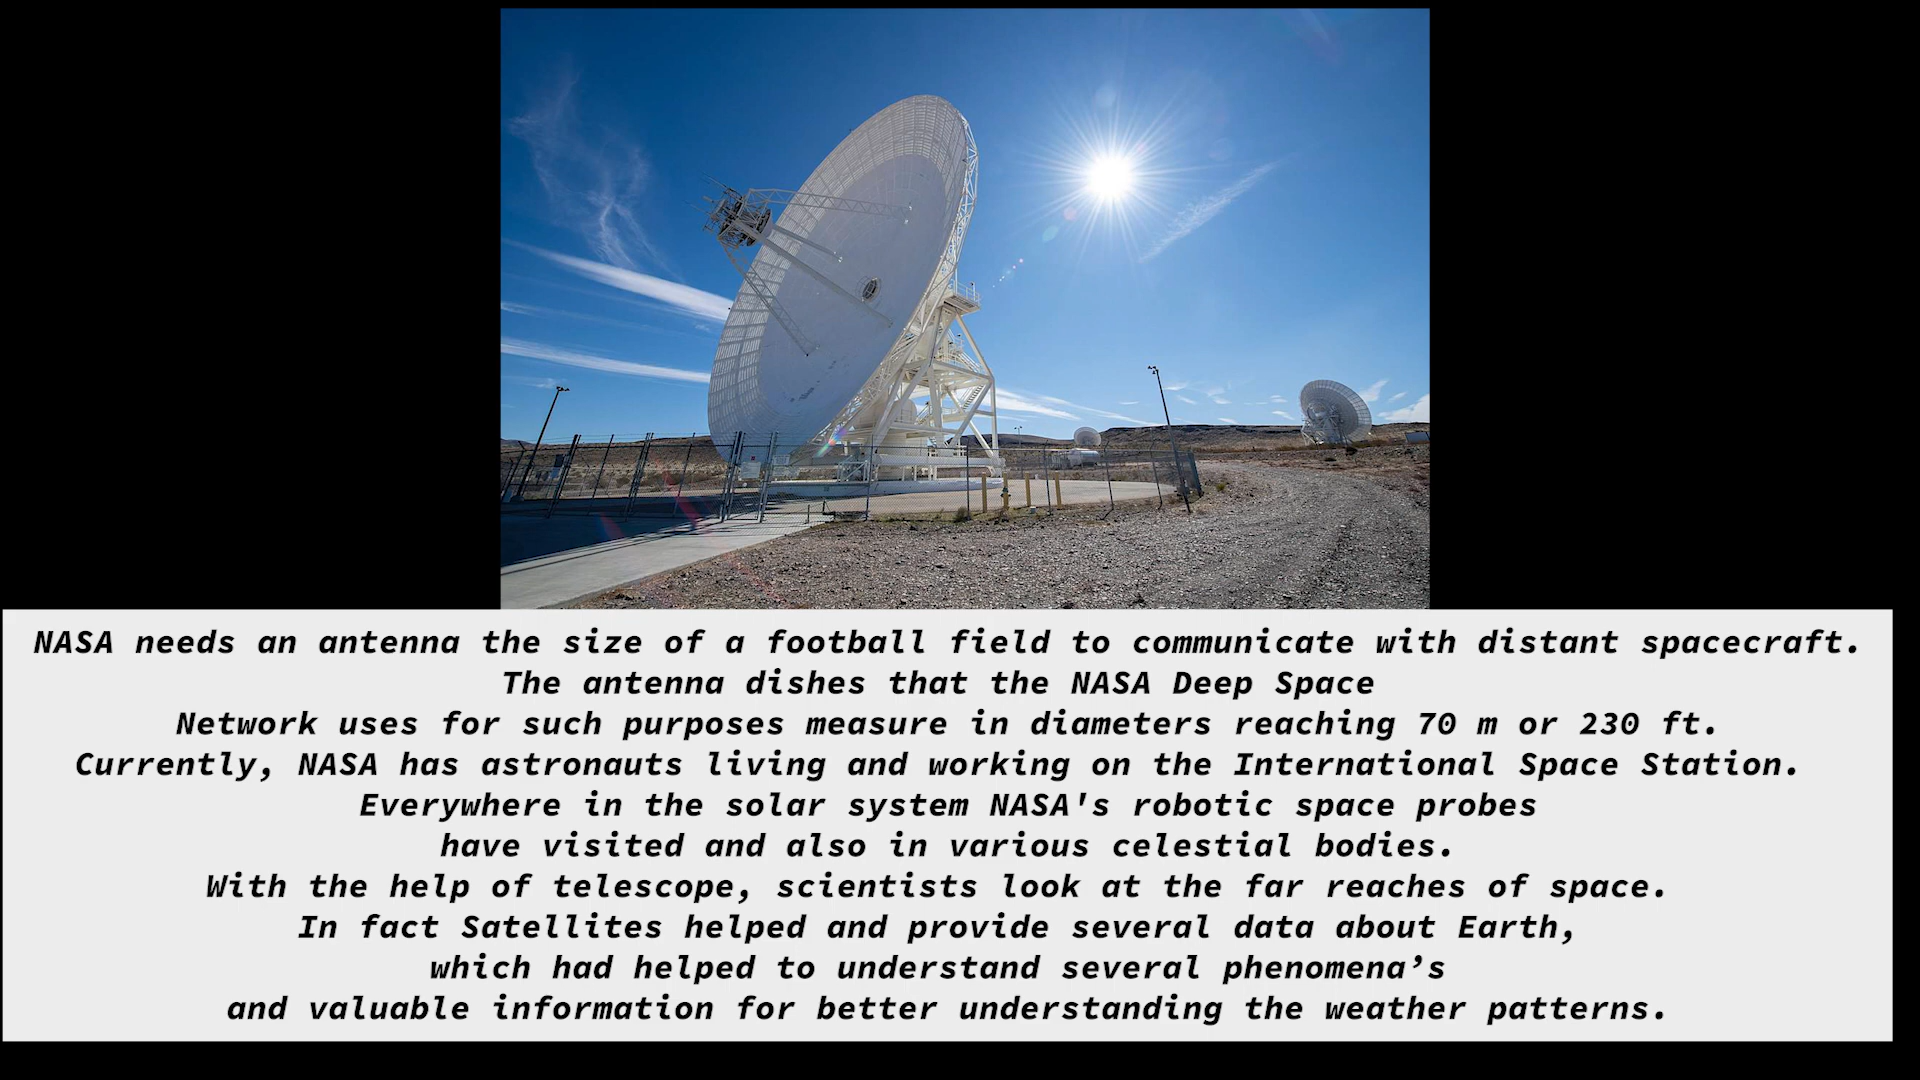 NASA needs an antenna the size of a football field to communicate with distant spacecraft.
The antenna dishes that the NASA Deep Space
Network uses for such purposes measure in diameters reaching 70 m or 230 ft.
Currently, NASA has astronauts living and working on the International Space Station.
Everywhere in the solar system NASA's robotic space probes
have visited and also in various celestial bodies.
With the help of telescope, scientists look at the far reaches of space.
In fact Satellites helped and provide several data about Earth,
which had helped to understand several phenomena’s
and valuable information for better understanding the weather patterns.